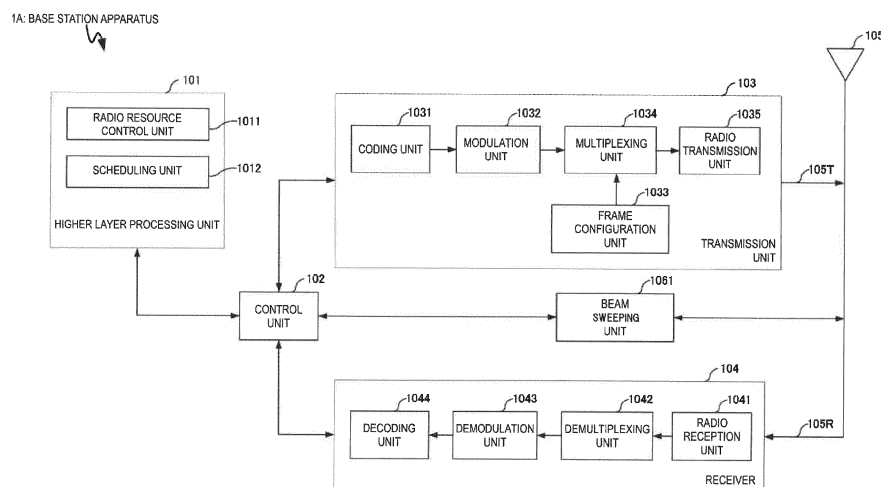 1A: BASE STATION APPARATUS
101
RADIO RESOURCE
CONTROL UNIT
1011
SCHEDULING UNIT
1012
HIGHER LAYER PROCESSING UNIT
103
1031
CODING UNIT
1032
MODULATION
UNIT
1034
MULTIPLEXING
UNIT
1035
RADIO
TRANSMISSION
UNIT
1033
FRAME
CONFIGURATION
UNIT
TRANSMISSION
UNIT
105
105T
102
CONTROL
UNIT
1061
BEAM
SWEEPING
UNIT
104
1044
DECODING
UNIT
1043
DEMODULATION
UNIT
1042
DEMULTIPLEXING
UNIT
1041
RADIO
RECEPTION
UNIT
105R
RECEIVER